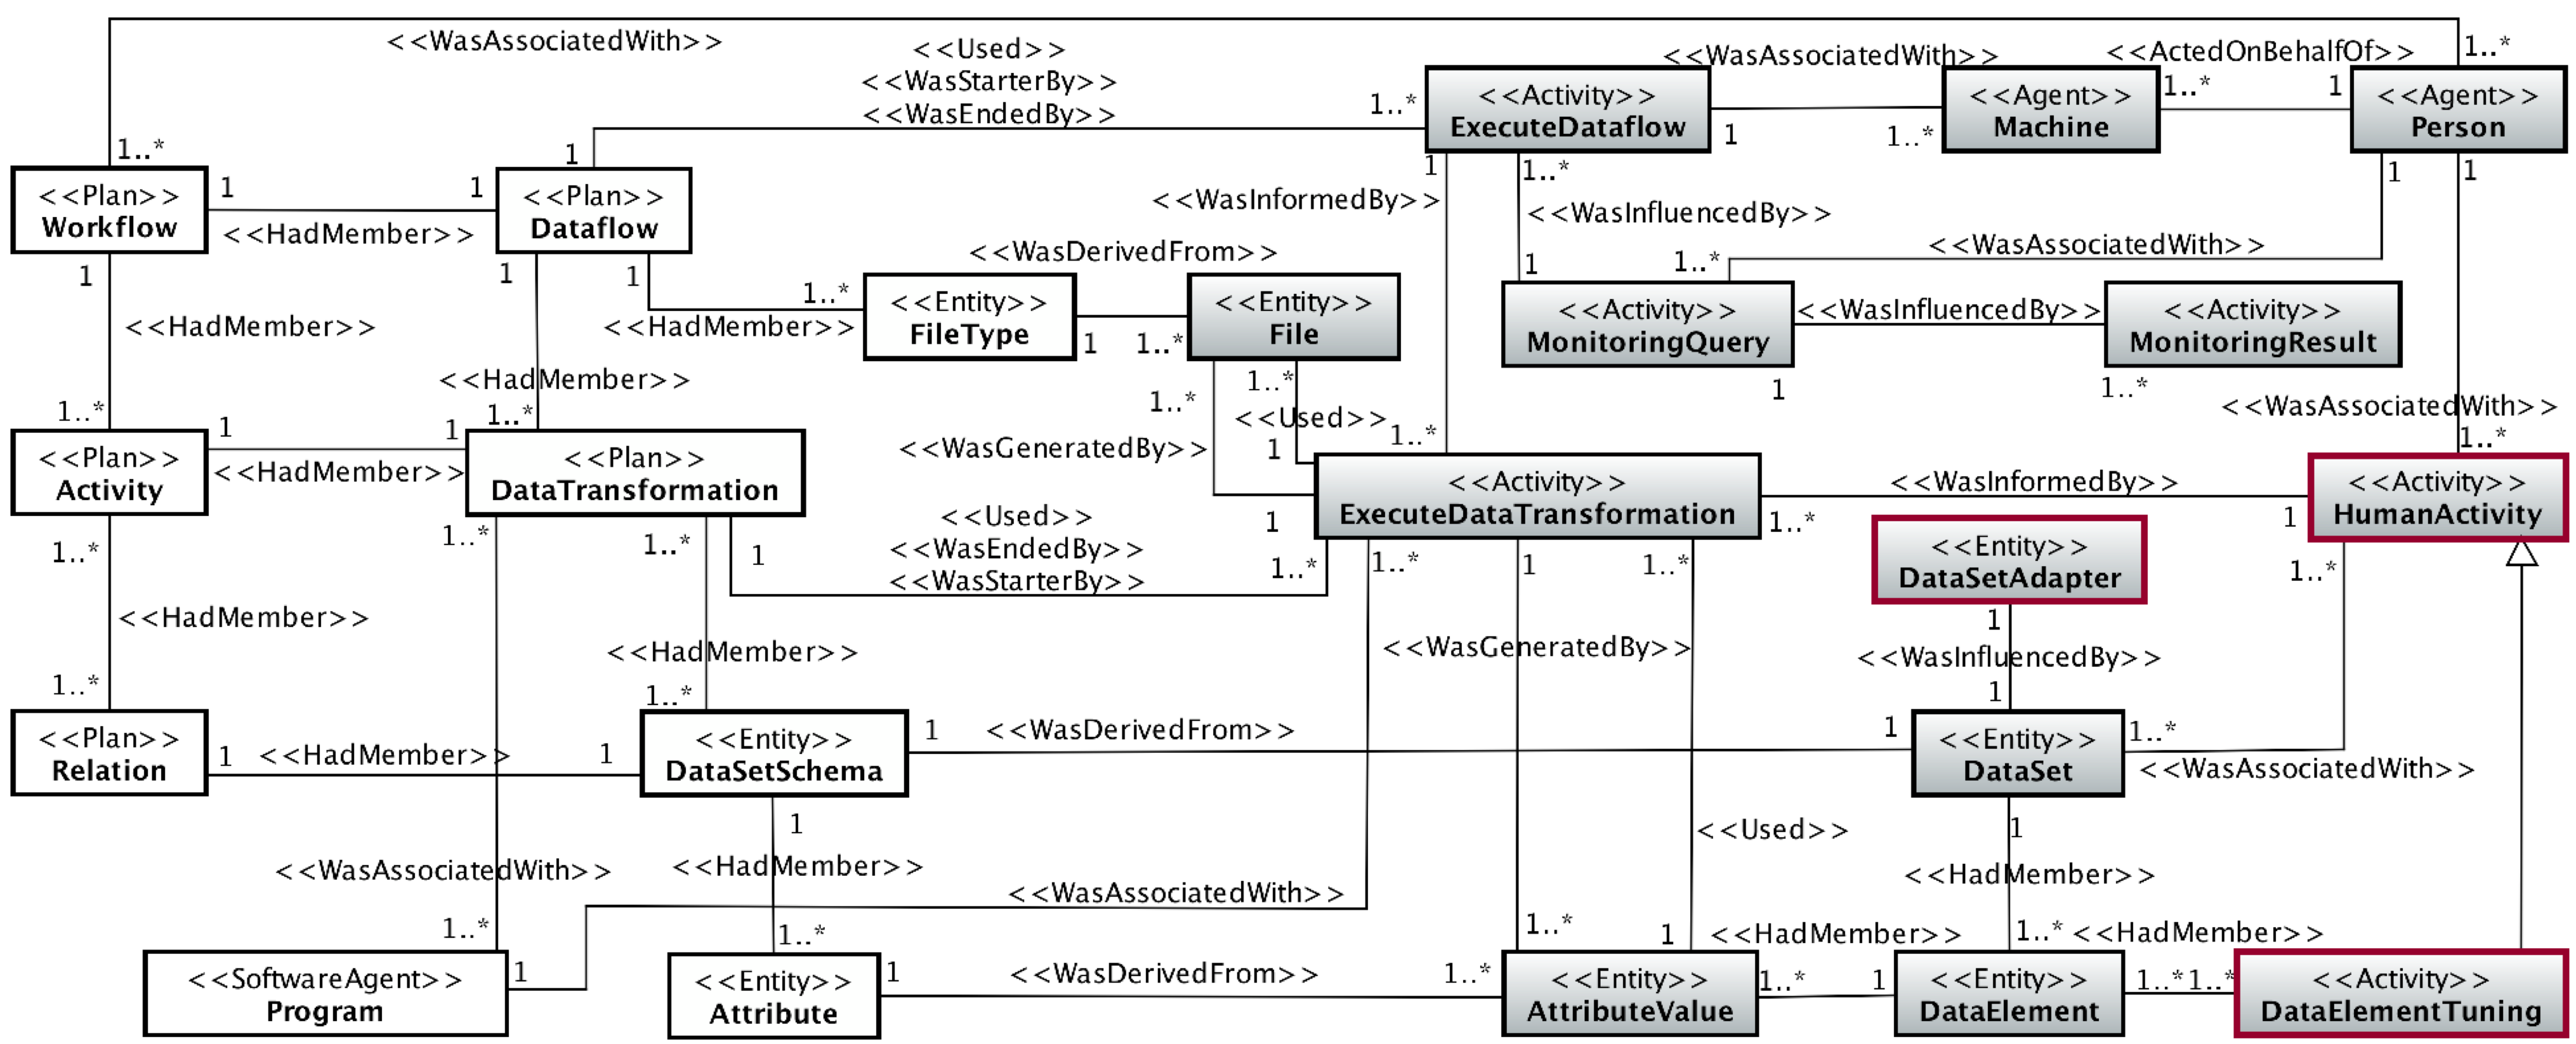 <<WasAssociatedWith>>
<<Used>>
<<WasStarterBy>>
<<WasEndedBy>>
1..*
<<Activity>>
ExecuteDataflow
<<WasAssociatedWith>>
1
1..*
<<Agent>>
Machine
<<ActedOnBehalfOf>>
1..*
1
1..*
<<Agent>>
Person
1..*
<<Plan>>
Workflow
1
1
<<HadMember>>
1
<<Plan>>
Dataflow
1
<<WasInformedBy>>
1..*
<<WasInfluencedBy>>
1
1
1
<<WasAssociatedWith>>
1..*
1
<<HadMember>>
1
1
1..*
<<HadMember>>
<<WasDerivedFrom>>
<<Entity>>
FileType
1
1..*
<<Entity>>
File
<<Activity>>
MonitoringQuery
1
<<WasInfluencedBy>>
<<Activity>>
MonitoringResult
1..*
<<HadMember>>
1..*
1..*
1..*
<<Used>>
1..*
<<WasGeneratedBy>>
1
<<WasAssociatedWith>>
1..*
1..*
<<Plan>>
Activity
1
1
<<HadMember>>
<<Plan>>
DataTransformation
<<Activity>>
ExecuteDataTransformation
<<WasInformedBy>>
1..*
1
<<Activity>>
HumanActivity
1..*
1..*
1..*
1
<<Used>>
<<WasEndedBy>>
<<WasStarterBy>>
1
1..*
1..*
1
1..*
<<Entity>>
DataSetAdapter
1..*
<<HadMember>>
<<HadMember>>
<<WasGeneratedBy>>
1
<<WasInfluencedBy>>
1
1..*
1..*
<<Plan>>
Relation
1
<<HadMember>>
1
<<Entity>>
DataSetSchema
1
<<WasDerivedFrom>>
1
<<Entity>>
DataSet
1..*
<<WasAssociatedWith>>
1
<<Used>>
1
<<WasAssociatedWith>>
<<HadMember>>
<<WasAssociatedWith>>
<<HadMember>>
1..*
1..*
1..*
1
<<HadMember>>
1..*
<<HadMember>>
<<SoftwareAgent>>
Program
1
<<Entity>>
Attribute
1
<<WasDerivedFrom>>
1..*
<<Entity>>
AttributeValue
1..*
1
<<Entity>>
DataElement
1..*
1..*
<<Activity>>
DataElementTuning